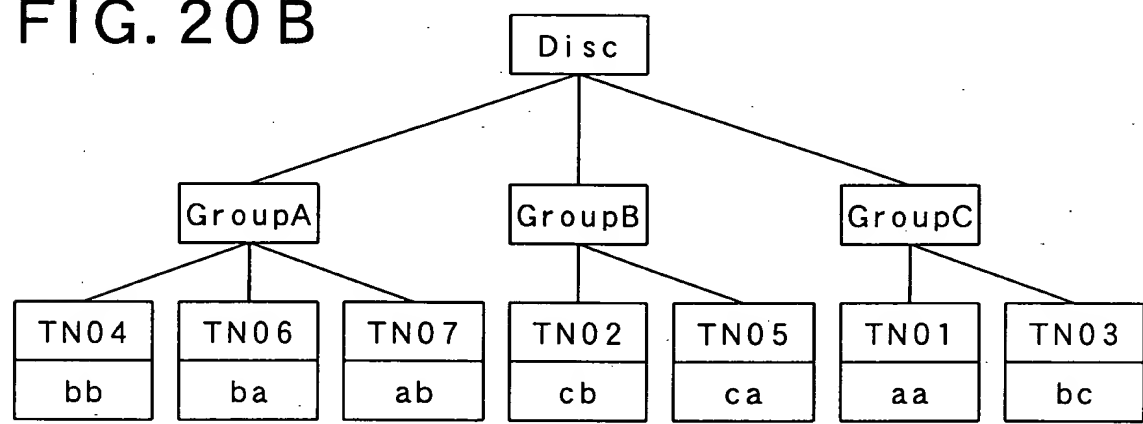 FIG. 20B
Disc
GroupA GroupB GroupC
TN04 TN06 TN07 TN02 TN05 TN01 TN03
bb ba ab cb ca aa bc